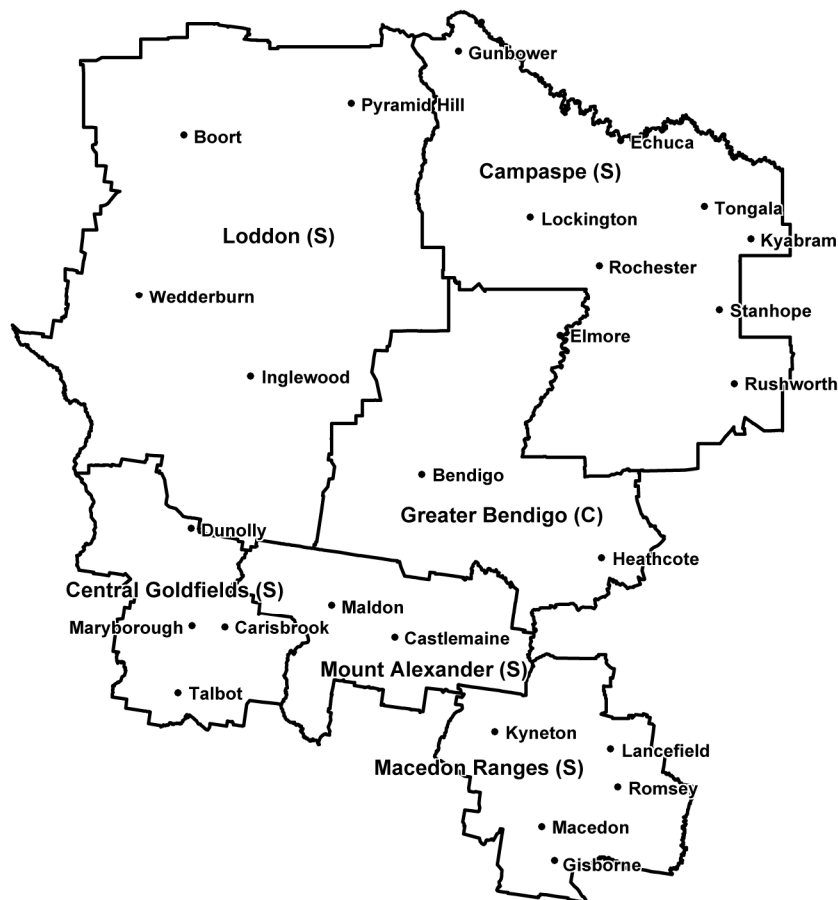 Gunbower
Pyramid Hill
Boort
Echuca
Campaspe (S)
Tongala
Lockington
Loddon (S)
Kyabram
Rochester
Wedderburn
Stanhope
Elmore
Inglewood
Rushworth
Bendigo
Greater Bendigo (C)
Dunolly
Heathcote
Central Goldfields (S)
Maldon
Maryborough
Carisbrook
Castlemaine
Mount Alexander (S)
Talbot
Kyneton
Lancefield
Macedon Ranges (S)
Romsey
Macedon
Gisborne